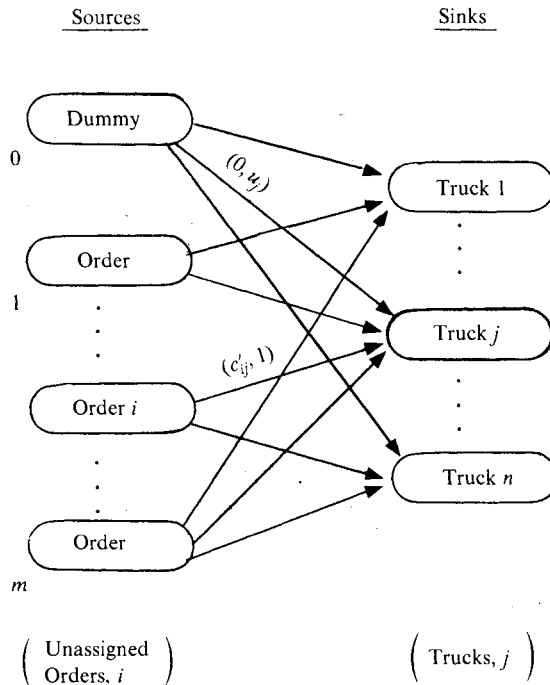 Sources Sinks
Dummy
0
(0, u_j)
Truck 1
Order
1
Truck j
(c'_ij, 1)
Order i
Truck n
Order
m
( Unassigned Orders, i )
( Trucks, j )